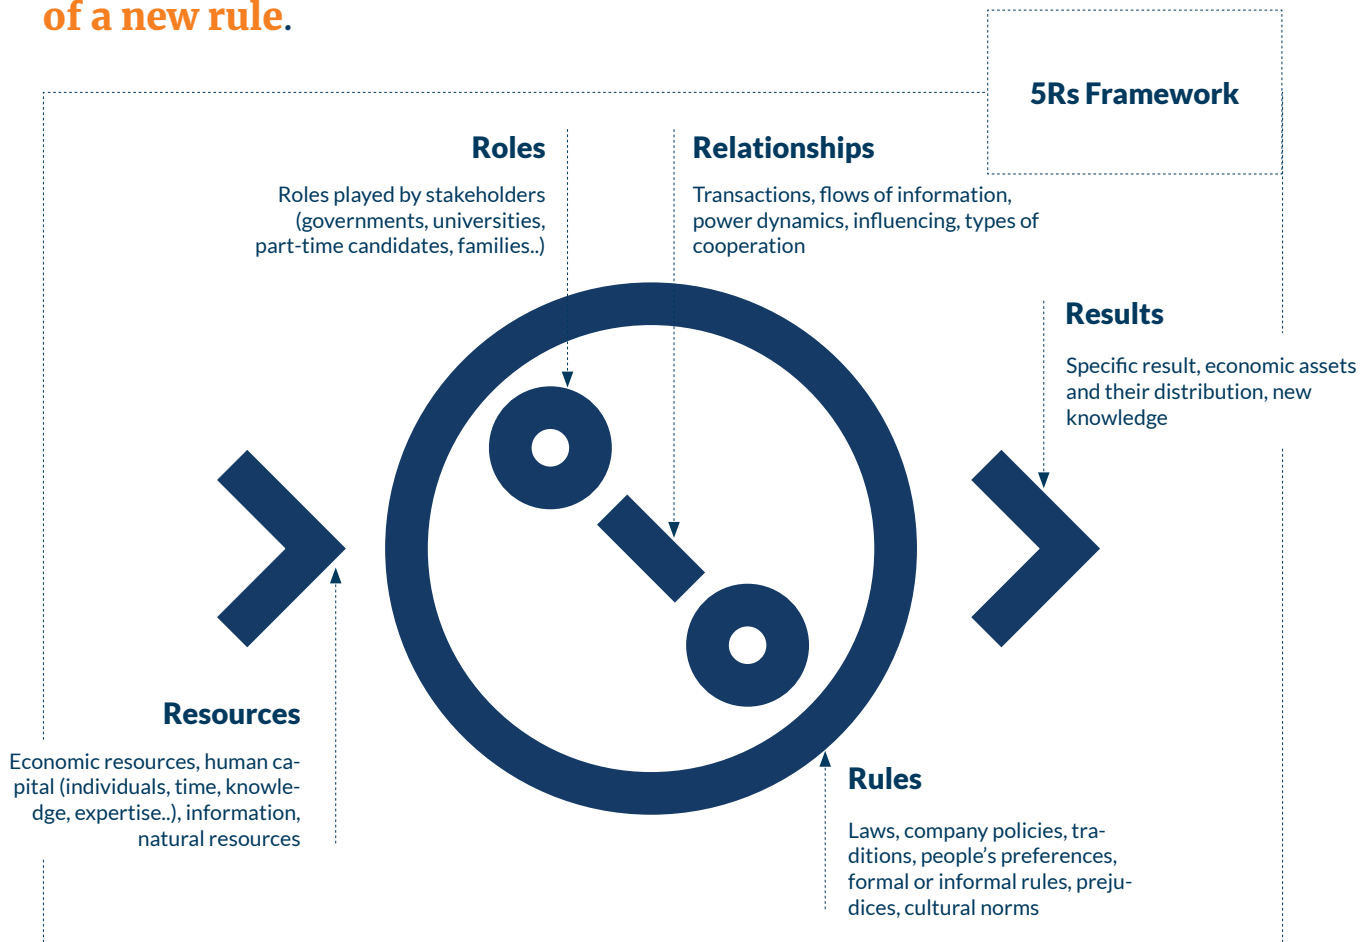 of a new rule.
5Rs Framework
Roles
Roles played by stakeholders
(governments, universities,
part-time candidates, families..)
Relationships
Transactions, flows of information,
power dynamics, influencing, types of
cooperation
Results
Specific result, economic assets
and their distribution, new
knowledge
Resources
Economic resources, human ca-
pital (individuals, time, knowle-
dge, expertise..), information,
natural resources
Rules
Laws, company policies, tra-
ditions, people’s preferences,
formal or informal rules, preju-
dices, cultural norms